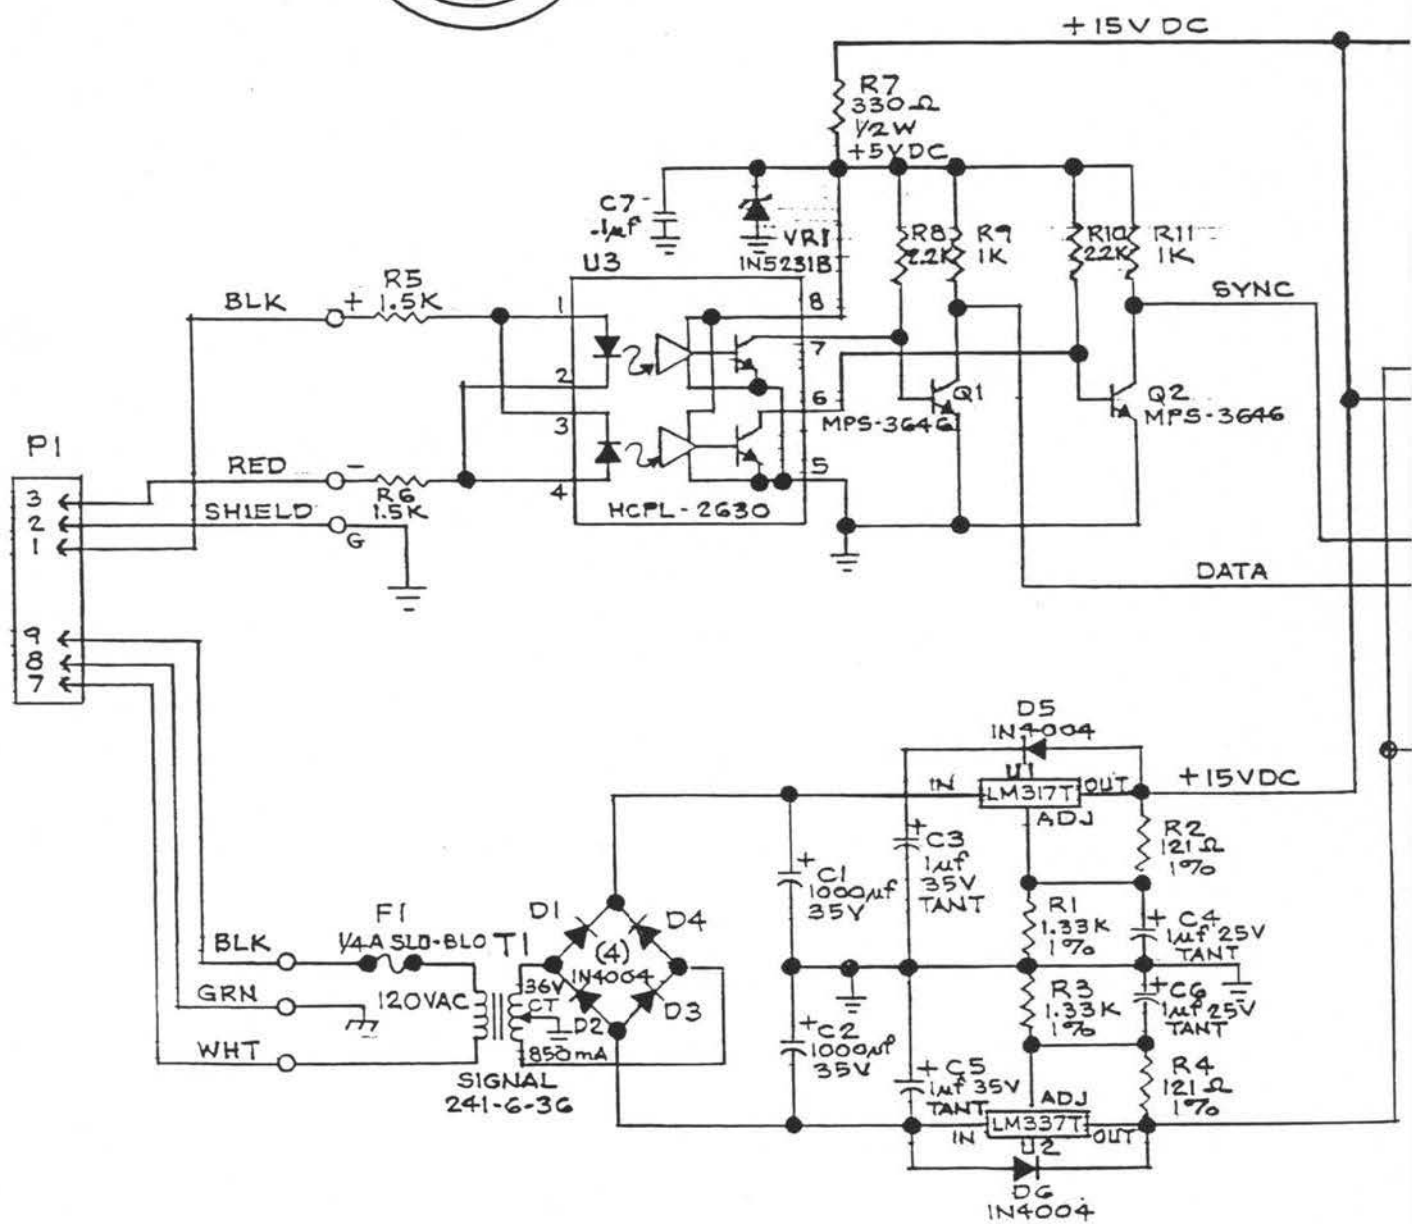 +15V DC
R7
330Ω
1/2W
+5VDC
C7
.1µf
VR1
IN5231B
R8
2.2K
R9
1K
R10
22K
R11
1K
SYNC
U3
R5
1.5K
BLK
+
1
2
3
4
8
7
6
5
HCPL-2630
Q1
MPS-3646
Q2
MPS-3646
P1
3
2
1
9
8
7
RED
-
R6
1.5K
SHIELD
G
DATA
D5
IN4004
U1
IN
LM317T
OUT
ADJ
+15VDC
R2
121Ω
1%
+
C3
1µf
35V
TANT
+
C1
1000µf
35V
R1
1.33K
1%
+
C4
1µf 25V
TANT
D1
D4
(4)
IN4004
D2
D3
F1
1/4A SLO-BLO
T1
BLK
GRN
WHT
120VAC
36V
CT
850mA
SIGNAL
241-6-36
+
C2
1000µf
35V
R3
1.33K
1%
+
C6
1µf 25V
TANT
+
C5
1µf 35V
TANT
R4
121Ω
1%
ADJ
IN
LM337T
OUT
U2
D6
IN4004